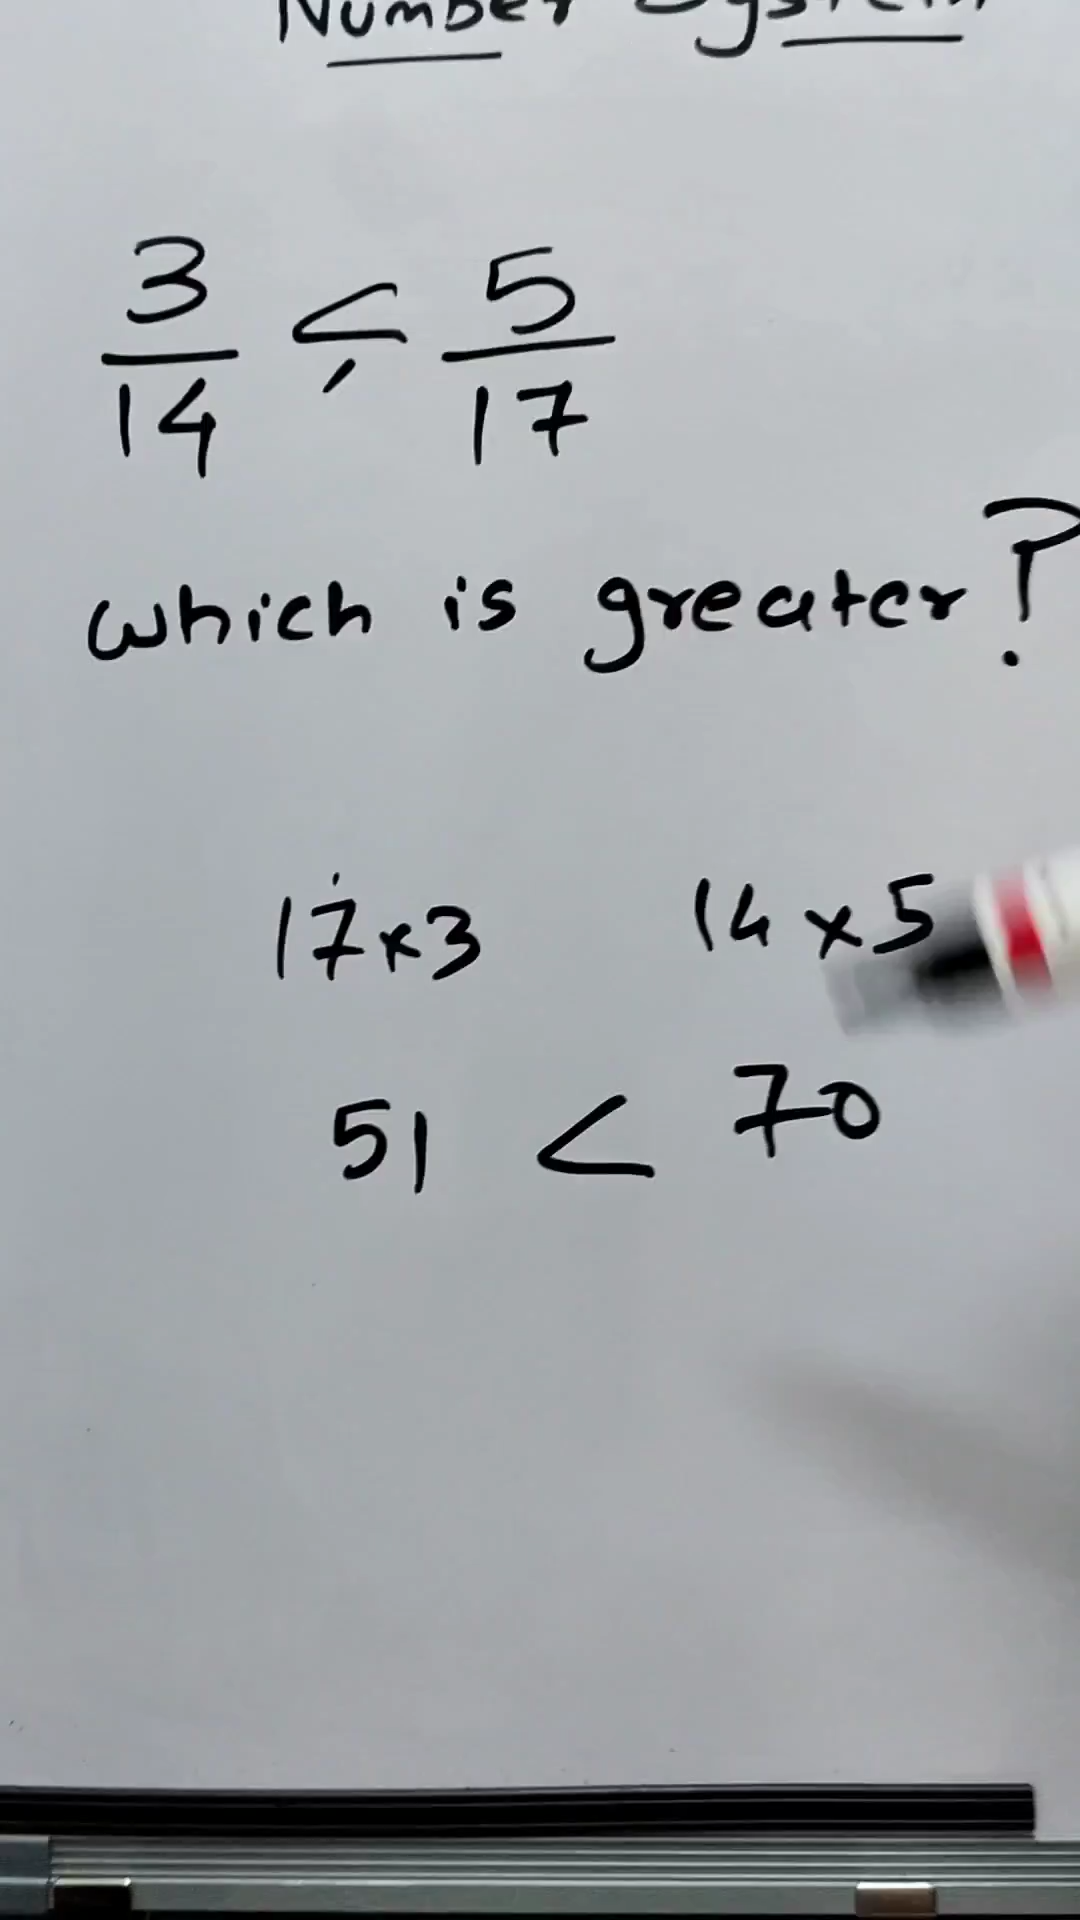 Number System
3/14 < 5/17
which is greater?
17×3 14×5
51 < 70